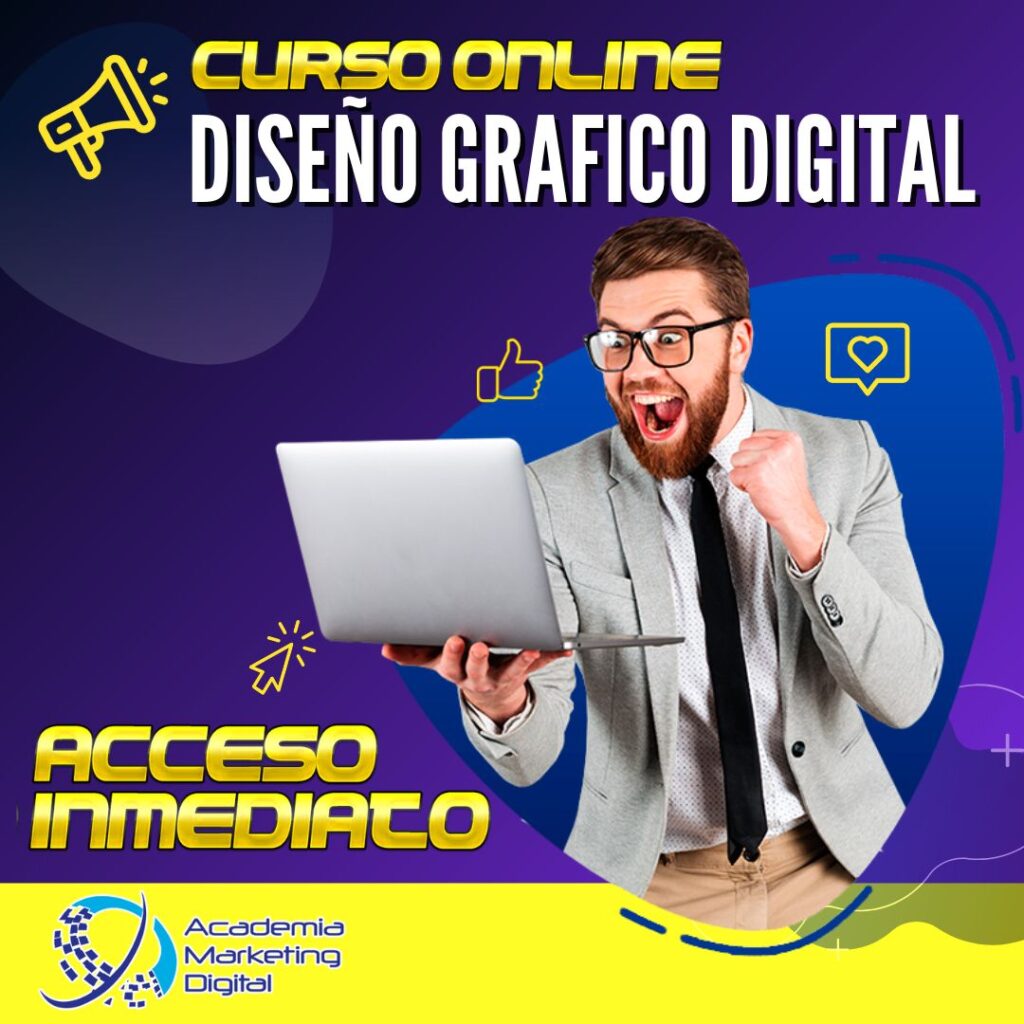 CURSO ONLINE
DISEÑO GRAFICO DIGITAL
ACCESO
INMEDIATO
Academia
Marketing
Digital